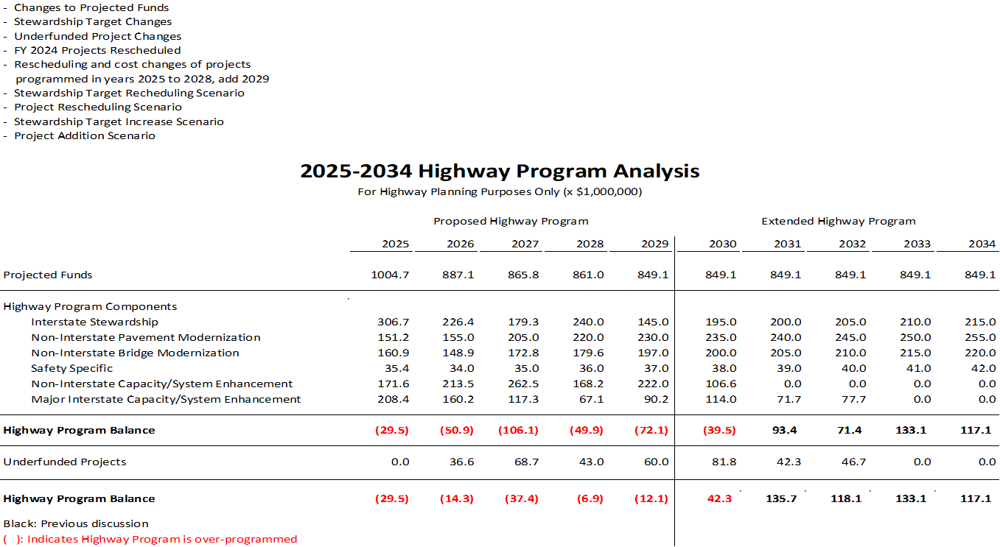 - Changes to Projected Funds
- Stewardship Target Changes
- Underfunded Project Changes
- FY 2024 Projects Rescheduled
- Rescheduling and cost changes of projects
programmed in years 2025 to 2028, add 2029
- Stewardship Target Recheduling Scenario
- Project Rescheduling Scenario
- Stewardship Target Increase Scenario
- Project Addition Scenario
2025-2034 Highway Program Analysis
For Highway Planning Purposes Only (x $1,000,000)
Proposed Highway Program Extended Highway Program
2025 2026 2027 2028 2029 2030 2031 2032 2033 2034
Projected Funds 1004.7 887.1 865.8 861.0 849.1 849.1 849.1 849.1 849.1 849.1
Highway Program Components
Interstate Stewardship 306.7 226.4 179.3 240.0 145.0 195.0 200.0 205.0 210.0 215.0
Non-Interstate Pavement Modernization 151.2 155.0 205.0 220.0 230.0 235.0 240.0 245.0 250.0 255.0
Non-Interstate Bridge Modernization 160.9 148.9 172.8 179.6 197.0 200.0 205.0 210.0 215.0 220.0
Safety Specific 35.4 34.0 35.0 36.0 37.0 38.0 39.0 40.0 41.0 42.0
Non-Interstate Capacity/System Enhancement 171.6 213.5 262.5 168.2 222.0 106.6 0.0 0.0 0.0 0.0
Major Interstate Capacity/System Enhancement 208.4 160.2 117.3 67.1 90.2 114.0 71.7 77.7 0.0 0.0
Highway Program Balance (29.5) (50.9) (106.1) (49.9) (72.1) (39.5) 93.4 71.4 133.1 117.1
Underfunded Projects 0.0 36.6 68.7 43.0 60.0 81.8 42.3 46.7 0.0 0.0
Highway Program Balance (29.5) (14.3) (37.4) (6.9) (12.1) 42.3 135.7 118.1 133.1 117.1
Black: Previous discussion
( ): Indicates Highway Program is over-programmed